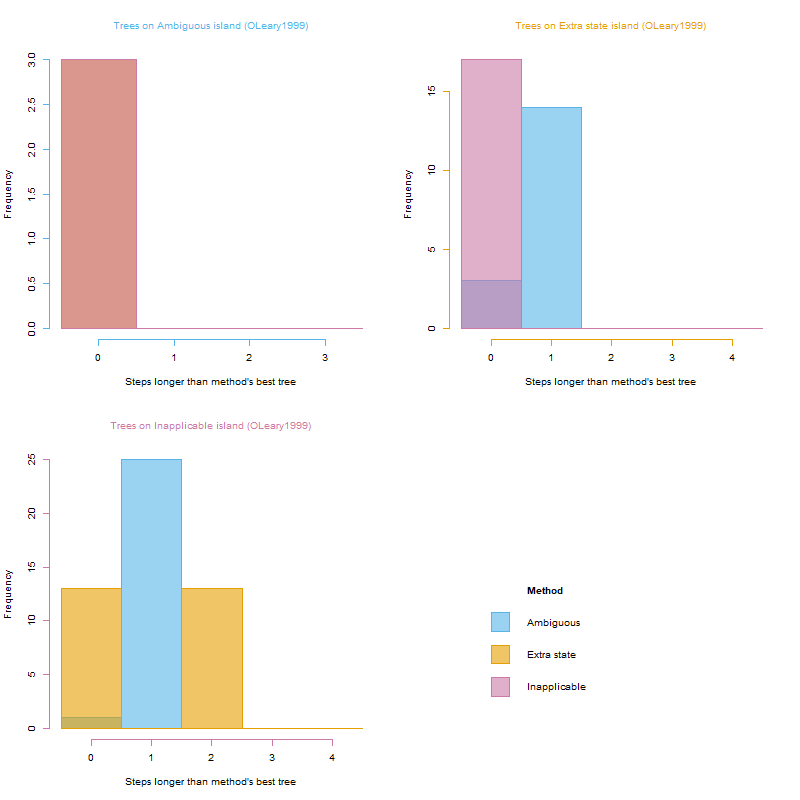 Trees on Ambiguous island (OLeary1999)
Frequency
3.0
2.5
2.0
1.5
1.0
0.5
0.0
0 1 2 3
Steps longer than method's best tree
Trees on Extra state island (OLeary1999)
Frequency
15
10
5
0
0 1 2 3 4
Steps longer than method's best tree
Trees on Inapplicable island (OLeary1999)
Frequency
25
20
15
10
5
0
0 1 2 3 4
Steps longer than method's best tree
Method
Ambiguous
Extra state
Inapplicable